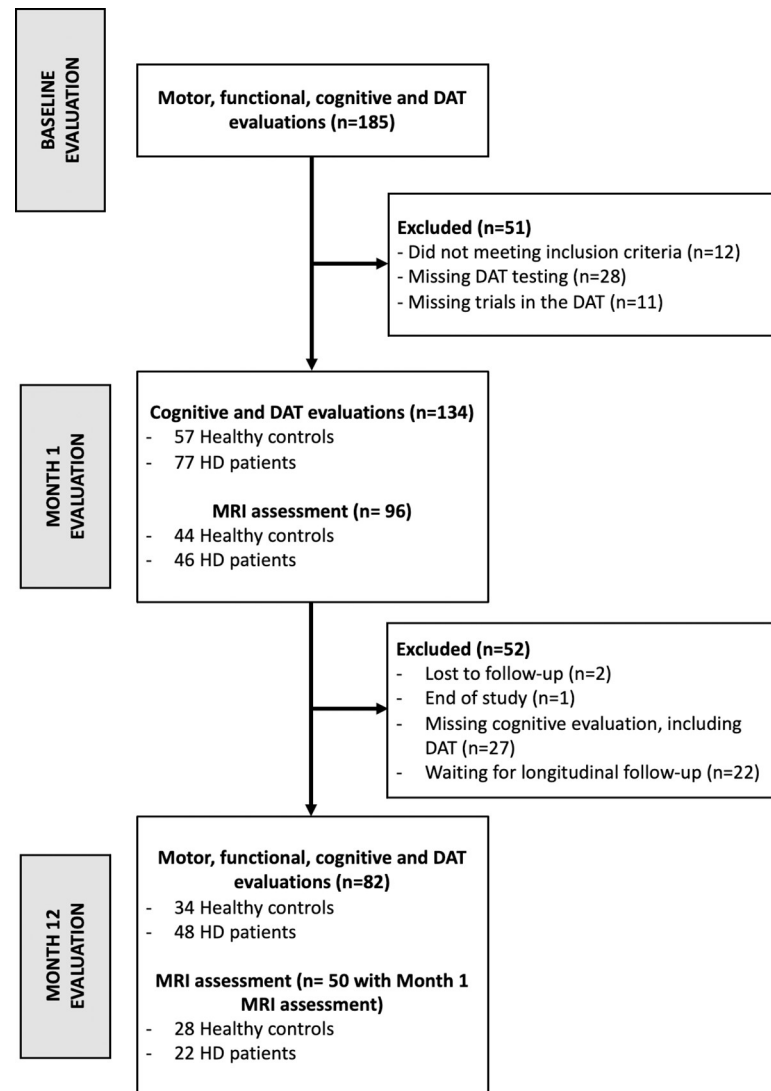 BASELINE
EVALUATION
Motor, functional, cognitive and DAT
evaluations (n=185)
Excluded (n=51)
- Did not meeting inclusion criteria (n=12)
- Missing DAT testing (n=28)
- Missing trials in the DAT (n=11)
MONTH 1
EVALUATION
Cognitive and DAT evaluations (n=134)
- 57 Healthy controls
- 77 HD patients
MRI assessment (n= 96)
- 44 Healthy controls
- 46 HD patients
Excluded (n=52)
- Lost to follow-up (n=2)
- End of study (n=1)
- Missing cognitive evaluation, including
DAT (n=27)
- Waiting for longitudinal follow-up (n=22)
MONTH 12
EVALUATION
Motor, functional, cognitive and DAT
evaluations (n=82)
- 34 Healthy controls
- 48 HD patients
MRI assessment (n= 50 with Month 1
MRI assessment)
- 28 Healthy controls
- 22 HD patients